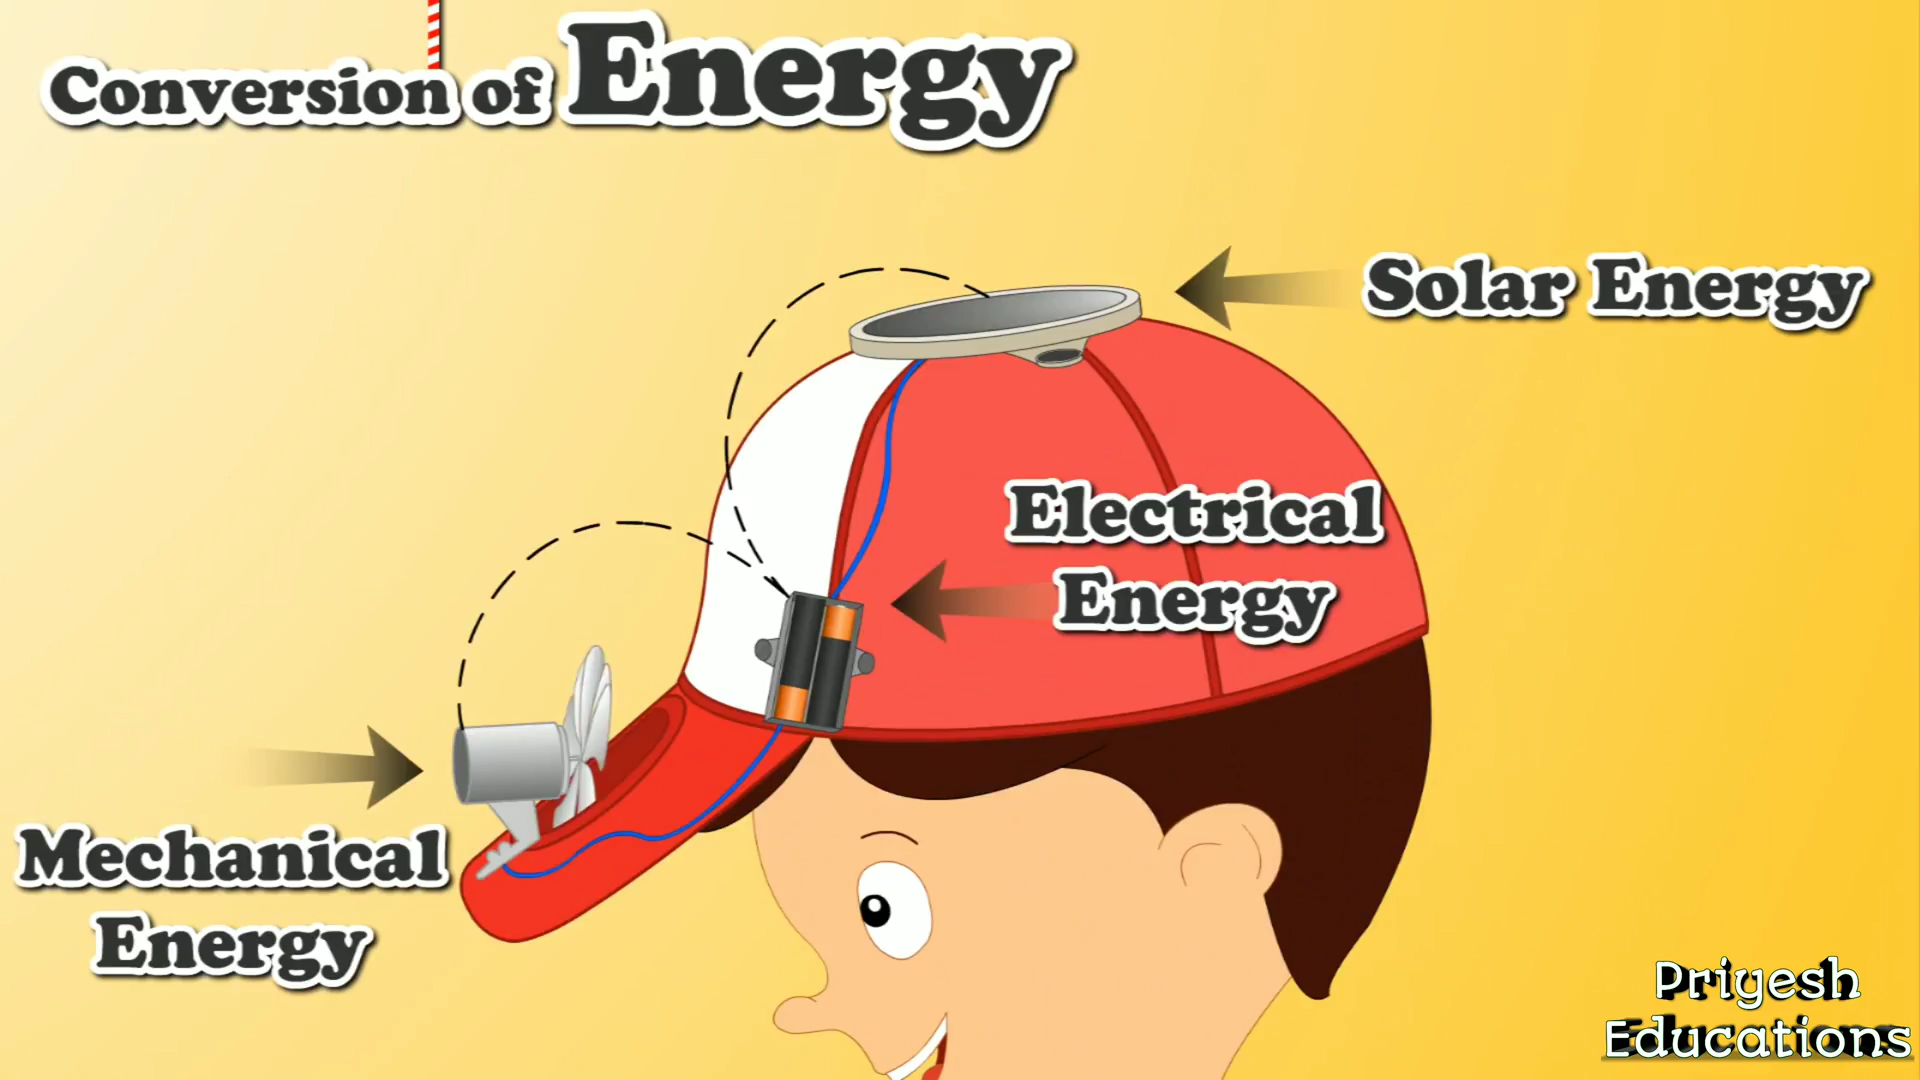 Conversion of Energy
Solar Energy
Electrical
Energy
Mechanical
Energy
Priyesh
Educations